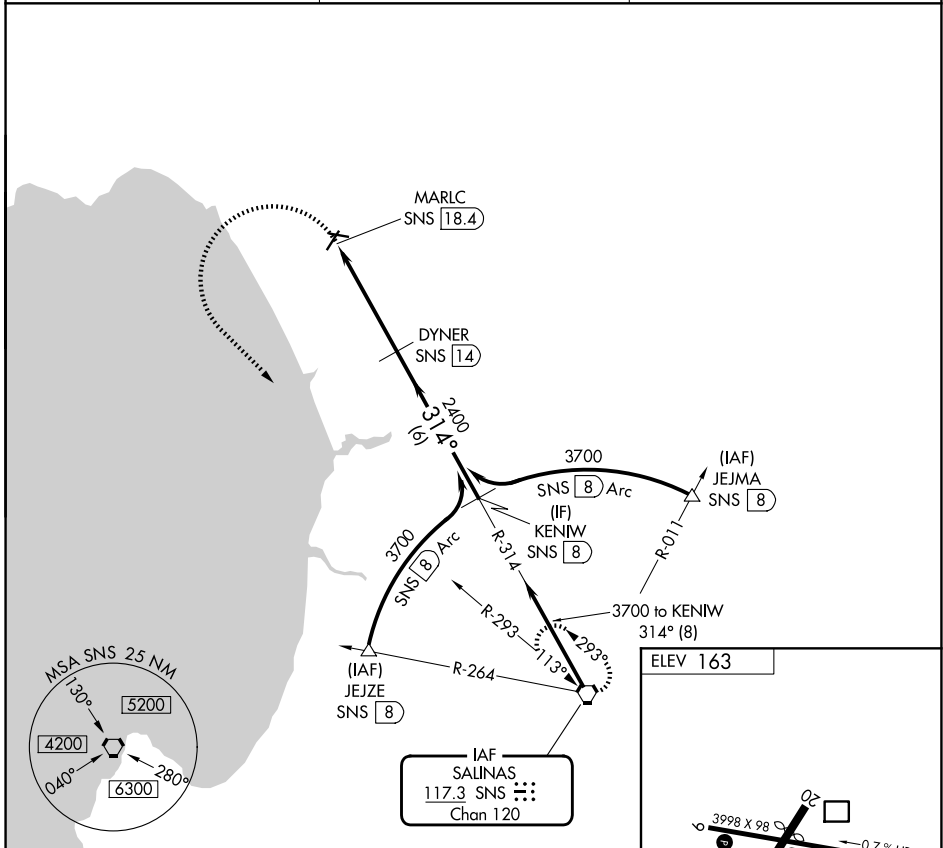 MARLC
SNS 18.4
DYNER
SNS 14
2400
314°
(6)
3700
SNS 8 Arc
(IAF)
JEJMA
SNS 8
(IF)
KENIW
SNS 8
3700
SNS 8 Arc
R-314
R-011
3700 to KENIW
314° (8)
R-293
113°
293°
R-264
(IAF)
JEJZE
SNS 8
MSA SNS 25 NM
130°
5200
4200
040°
280°
6300
IAF
SALINAS
117.3 SNS
Chan 120
ELEV 163
20
9
3998 X 98
P